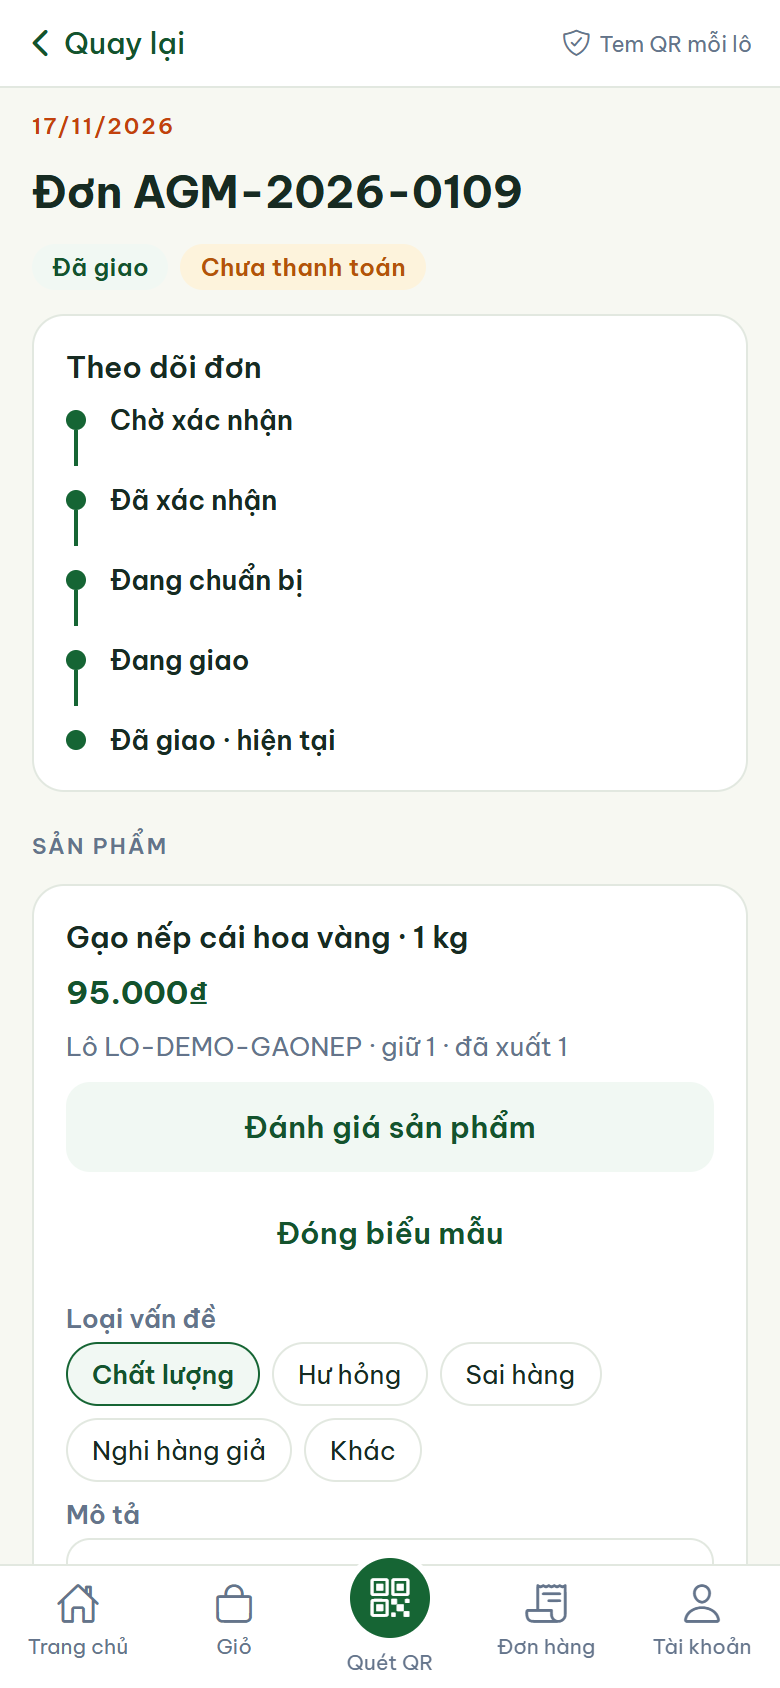 Quay lại
Tem QR mỗi lô
17/11/2026
Đơn AGM-2026-0109
Đã giao
Chưa thanh toán
Theo dõi đơn
Chờ xác nhận
Đã xác nhận
Đang chuẩn bị
Đang giao
Đã giao · hiện tại
SẢN PHẨM
Gạo nếp cái hoa vàng · 1 kg
95.000₫
Lô LO-DEMO-GAONEP · giữ 1 · đã xuất 1
Đánh giá sản phẩm
Đóng biểu mẫu
Loại vấn đề
Chất lượng
Hư hỏng
Sai hàng
Nghi hàng giả
Khác
Mô tả
Trang chủ
Giỏ
Quét QR
Đơn hàng
Tài khoản